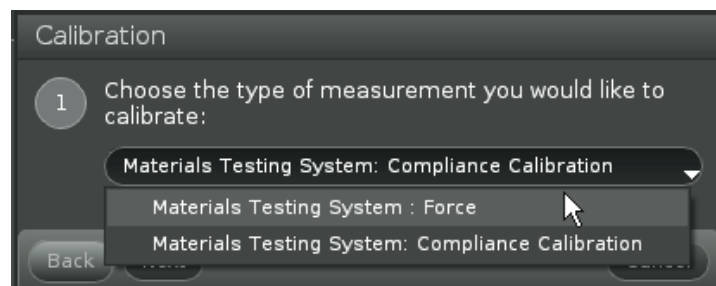 Calibration
1
Choose the type of measurement you would like to
calibrate:
Materials Testing System: Compliance Calibration
Materials Testing System : Force
Materials Testing System: Compliance Calibration
Back